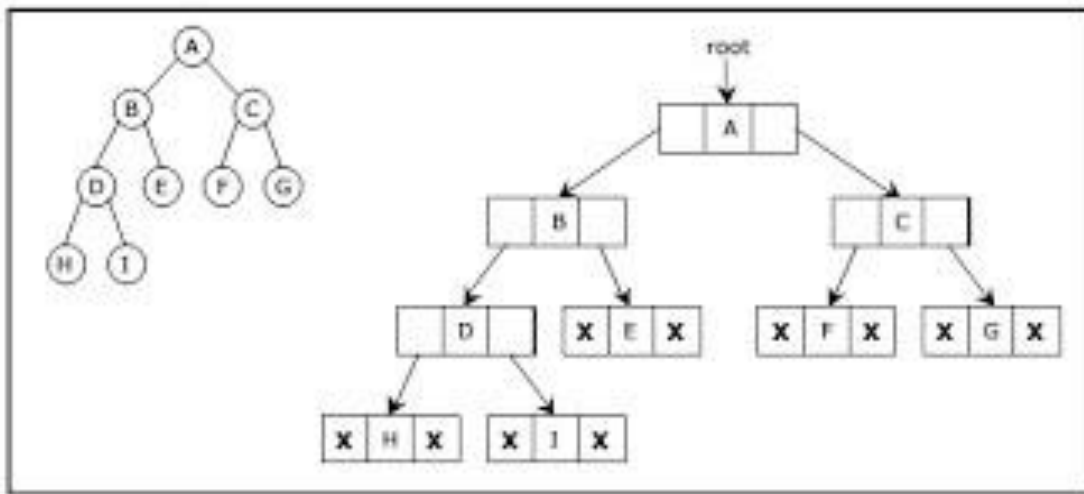 A
root
A
B C
B C
D E F G
D
X E X
X F X
X G X
H I
X H X
X I X